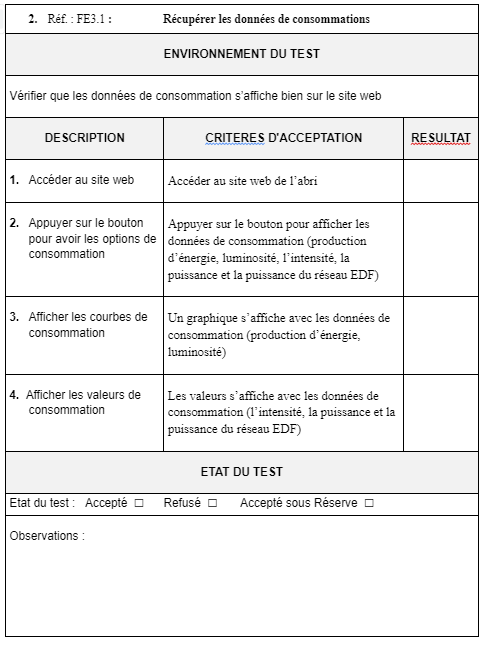 2. Réf. : FE3.1 : Récupérer les données de consommations
ENVIRONNEMENT DU TEST
Vérifier que les données de consommation s'affiche bien sur le site web
DESCRIPTION CRITERES D'ACCEPTATION RESULTAT
1. Accéder au site web
Accéder au site web de l'abri
2. Appuyer sur le bouton
pour avoir les options de
consommation
Appuyer sur le bouton pour afficher les
données de consommation (production
d'énergie, luminosité, l'intensité, la
puissance et la puissance du réseau EDF)
3. Afficher les courbes de
consommation
Un graphique s'affiche avec les données de
consommation (production d'énergie,
luminosité)
4. Afficher les valeurs de
consommation
Les valeurs s'affiche avec les données de
consommation (l'intensité, la puissance et la
puissance du réseau EDF)
ETAT DU TEST
Etat du test : Accepté □ Refusé □ Accepté sous Réserve □
Observations :